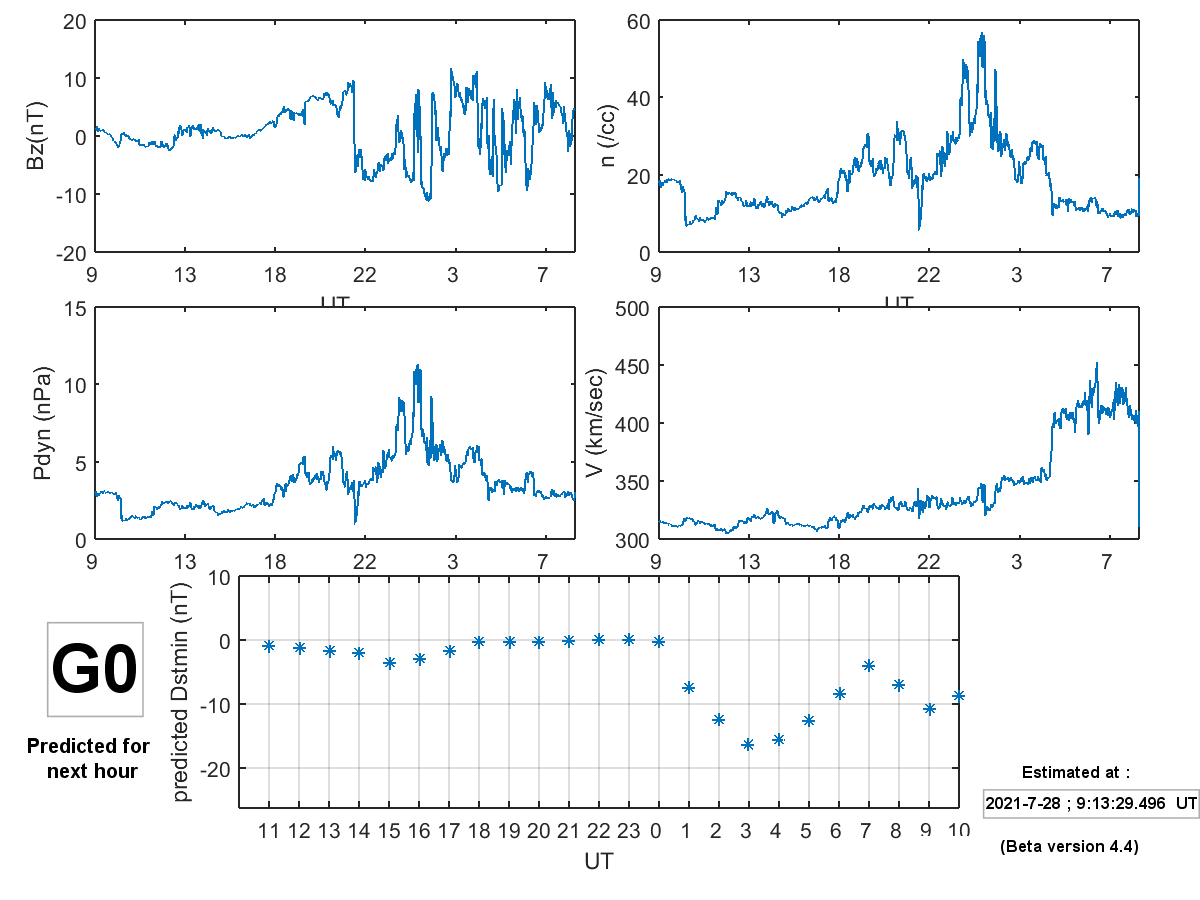 20
10
0
-10
-20
Bz(nT)
9 13 18 22 3 7
UT
60
40
20
0
n (/cc)
9 13 18 22 3 7
UT
15
10
5
0
Pdyn (nPa)
9 13 18 22 3 7
500
450
400
350
300
V (km/sec)
9 13 18 22 3 7
10
0
-10
-20
predicted Dstmin (nT)
11 12 13 14 15 16 17 18 19 20 21 22 23 0 1 2 3 4 5 6 7 8 9 10
UT
G0
Predicted for
next hour
Estimated at :
2021-7-28 ; 9:13:29.496 UT
(Beta version 4.4)